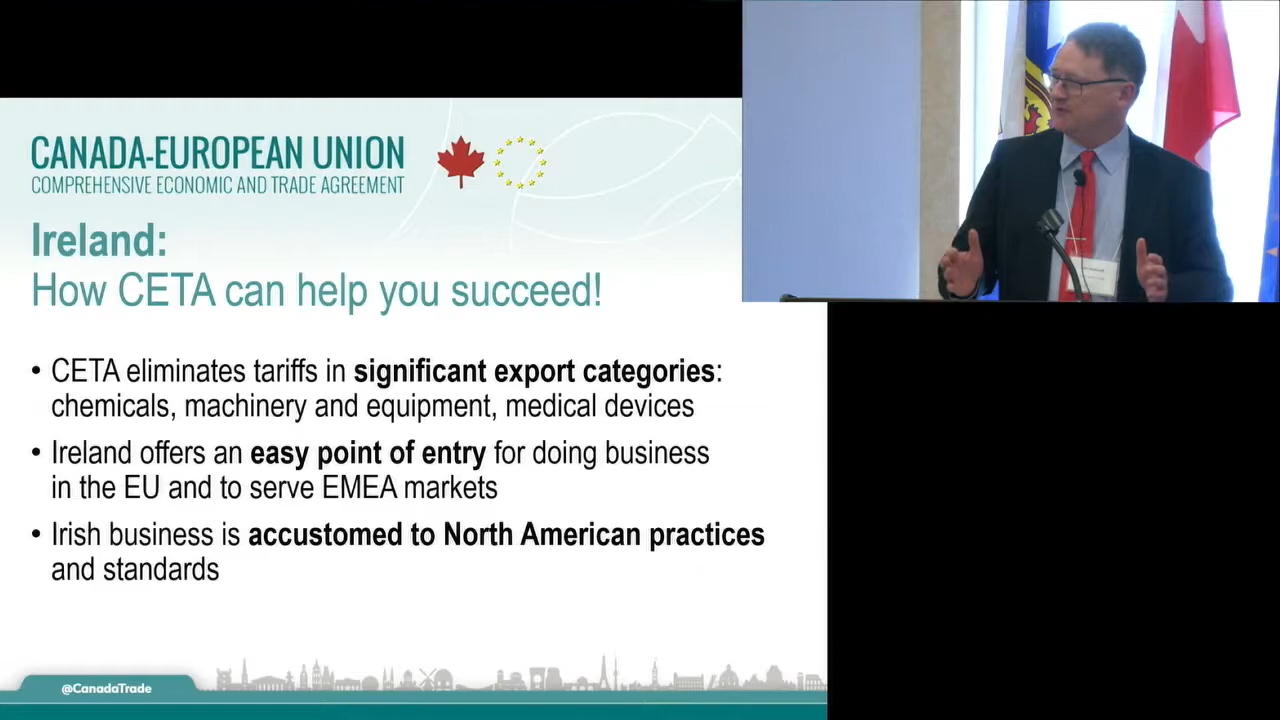 CANADA-EUROPEAN UNION
COMPREHENSIVE ECONOMIC AND TRADE AGREEMENT
Ireland:
How CETA can help you succeed!
• CETA eliminates tariffs in significant export categories:
chemicals, machinery and equipment, medical devices
• Ireland offers an easy point of entry for doing business
in the EU and to serve EMEA markets
• Irish business is accustomed to North American practices
and standards
@CanadaTrade